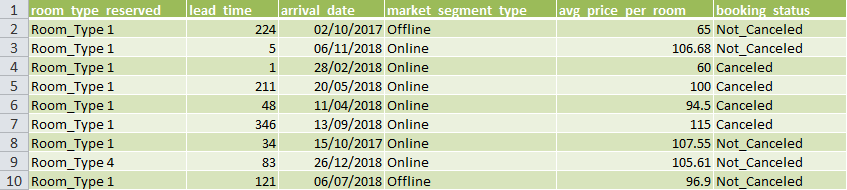 1 room_type_reserved lead_time arrival_date market_segment_type avg_price_per_room booking_status
2 Room_Type 1 224 02/10/2017 Offline 65 Not_Canceled
3 Room_Type 1 5 06/11/2018 Online 106.68 Not_Canceled
4 Room_Type 1 1 28/02/2018 Online 60 Canceled
5 Room_Type 1 211 20/05/2018 Online 100 Canceled
6 Room_Type 1 48 11/04/2018 Online 94.5 Canceled
7 Room_Type 1 346 13/09/2018 Online 115 Canceled
8 Room_Type 1 34 15/10/2017 Online 107.55 Not_Canceled
9 Room_Type 4 83 26/12/2018 Online 105.61 Not_Canceled
10 Room_Type 1 121 06/07/2018 Offline 96.9 Not_Canceled